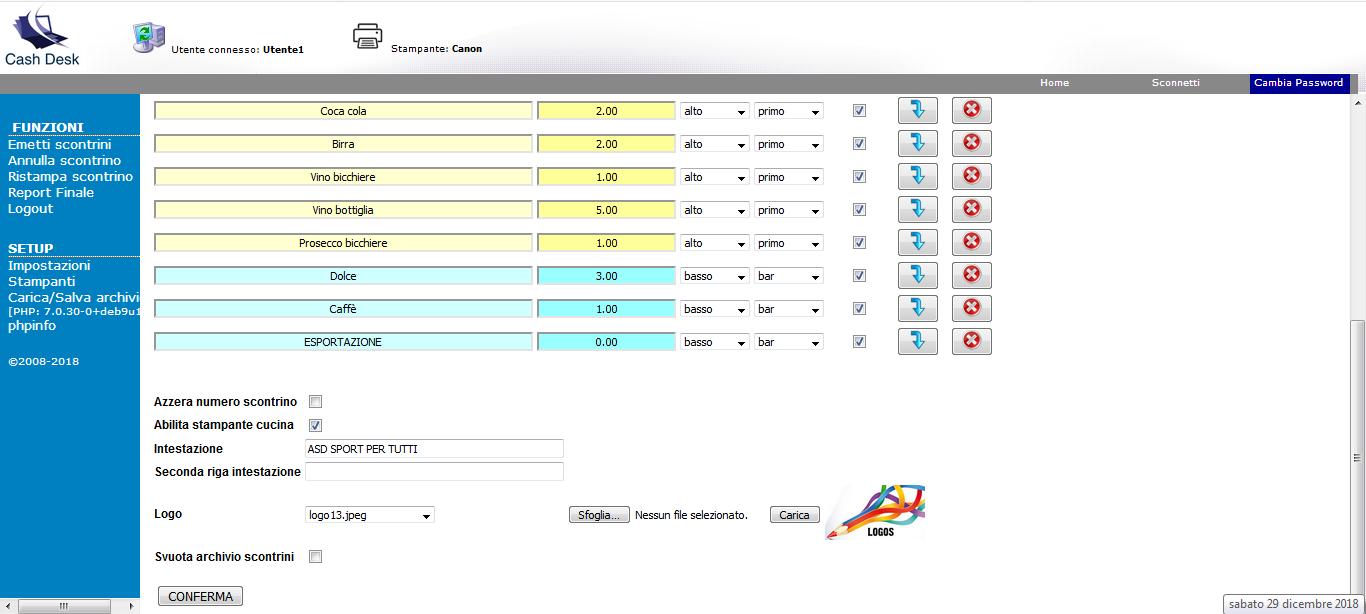 Cash Desk
Utente connesso: Utente1
Stampante: Canon
Home Sconnetti Cambia Password
FUNZIONI
Emetti scontrini
Annulla scontrino
Ristampa scontrino
Report Finale
Logout
SETUP
Impostazioni
Stampanti
Carica/Salva archivi
[PHP: 7.0.30-0+deb9u1
phpinfo
©2008-2018
Coca cola 2.00 alto primo
Birra 2.00 alto primo
Vino bicchiere 1.00 alto primo
Vino bottiglia 5.00 alto primo
Prosecco bicchiere 1.00 alto primo
Dolce 3.00 basso bar
Caffè 1.00 basso bar
ESPORTAZIONE 0.00 basso bar
Azzera numero scontrino
Abilita stampante cucina
Intestazione ASD SPORT PER TUTTI
Seconda riga intestazione
Logo logo13.jpeg Sfoglia... Nessun file selezionato. Carica
LOGOS
Svuota archivio scontrini
CONFERMA
sabato 29 dicembre 2018